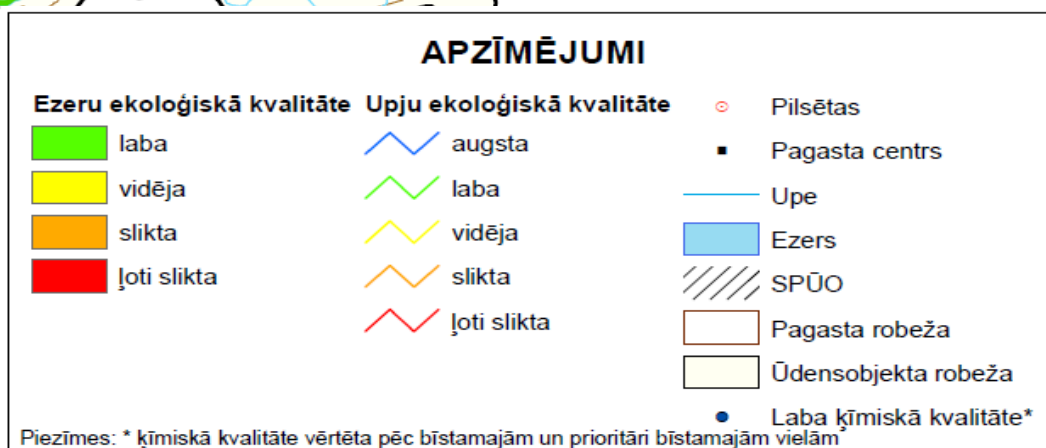 APZĪMĒJUMI
Ezeru ekoloģiskā kvalitāte
laba
vidēja
slikta
ļoti slikta
Upju ekoloģiskā kvalitāte
augsta
laba
vidēja
slikta
ļoti slikta
Pilsētas
Pagasta centrs
Upe
Ezers
SPŪO
Pagasta robeža
Ūdensobjekta robeža
Laba ķīmiskā kvalitāte*
Piezīmes: * ķīmiskā kvalitāte vērtēta pēc bīstamajām un prioritāri bīstamajām vielām